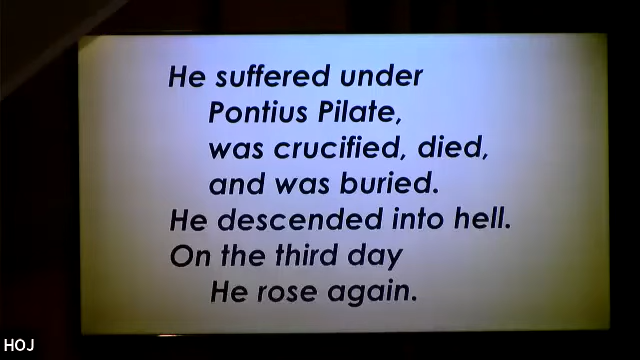 He suffered under
Pontius Pilate,
was crucified, died,
and was buried.
He descended into hell.
On the third day
He rose again.
HOJ